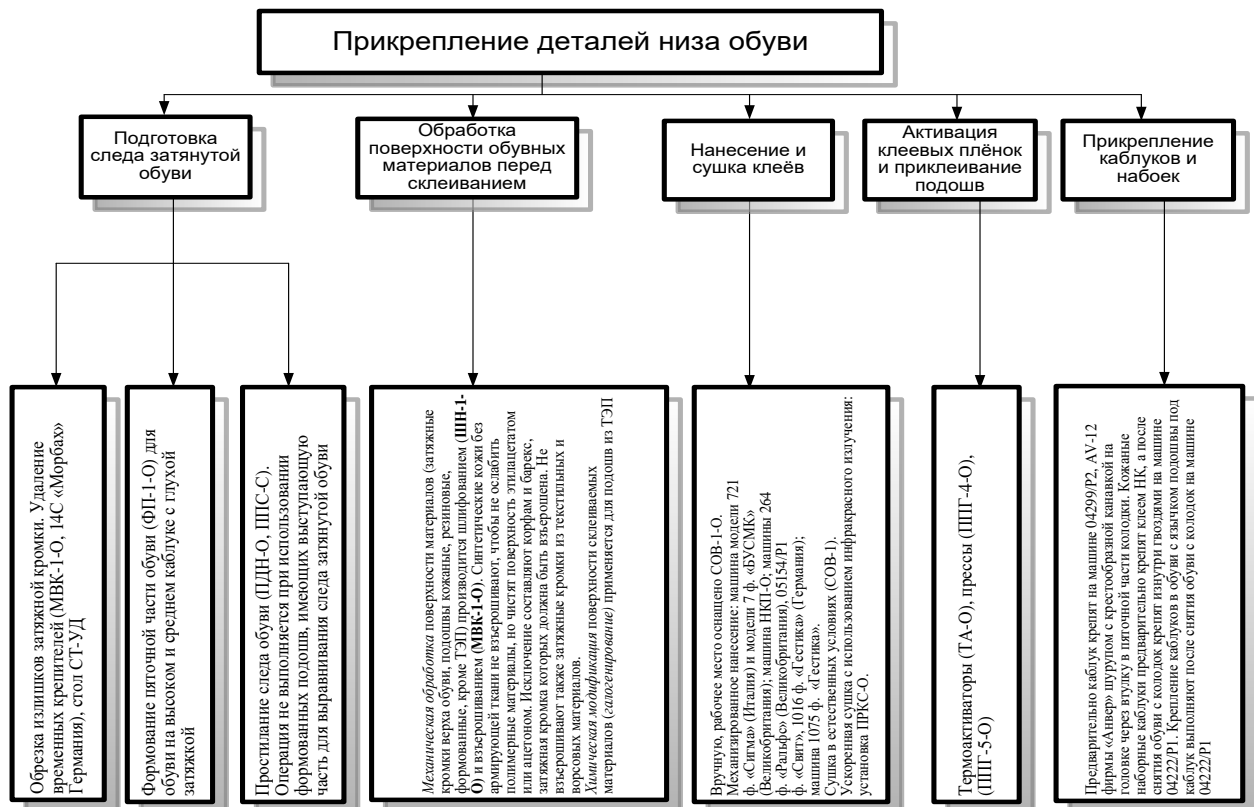 Прикрепление деталей низа обуви
Подготовка
следа затянутой
обуви
Обработка
поверхности обувных
материалов перед
склеиванием
Нанесение и
сушка клеёв
Активация
клеевых плёнок
и приклеивание
подошв
Прикрепление
каблуков и
набоек
Обрезка излишков затяжной кромки. Удаление
временных крепителей (МВК-1-О, 14С «Морбах»
Германия), стол СТ-УД
Формование пяточной части обуви (ФП-1-О) для
обуви на высоком и среднем каблуке с глухой
затяжкой
Простилание следа обуви (ПДН-О, ППС-С).
Операция не выполняется при использовании
формованных подошв, имеющих выступающую
часть для выравнивания следа затянутой обуви
Механическая обработка поверхности материалов (затяжные
кромки верха обуви, подошвы кожаные, резиновые,
формованные, кроме ТЭП) производится шлифованием (ШН-1-
О) и взъерошиванием (МВК-1-О). Синтетические кожи без
армирующей ткани не взъерошивают, чтобы не ослабить
полимерные материалы, но чистят поверхность этилацетатом
или ацетоном. Исключение составляют корфам и барекс,
затяжная кромка которых должна быть взъерошена. Не
взъерошивают также затяжные кромки из текстильных и
ворсовых материалов.
Химическая модификация поверхности склеиваемых
материалов (галогенирование) применяется для подошв из ТЭП
Вручную, рабочее место оснащено СОВ-1-О.
Механизированное нанесение: машина модели 721
ф. «Сигма» (Италия) и модели 7 ф. «БУСМК»
(Великобритания); машина НКП-О; машины 264
ф. «Ральфс» (Великобритания), 05154/Р1
ф. «Свит», 1016 ф. «Гестика» (Германия);
машина 1075 ф. «Гестика».
Сушка в естественных условиях (СОВ-1).
Ускоренная сушка с использованием инфракрасного излучения:
установка ПРКС-О.
Термоактиваторы (ТА-О), прессы (ППГ-4-О),
(ППГ-5-О)
Предварительно каблук крепят на машине 04299/Р2, AV-12
фирмы «Анвер» шурупом с крестообразной канавкой на
головке через втулку в пяточной части колодки. Кожаные
наборные каблуки предварительно крепят клеем НК, а после
снятия обуви с колодок крепят изнутри гвоздями на машине
04222/Р1. Крепление каблуков в обуви с язычком подошвы под
каблук выполняют после снятия обуви с колодок на машине
04222/Р1